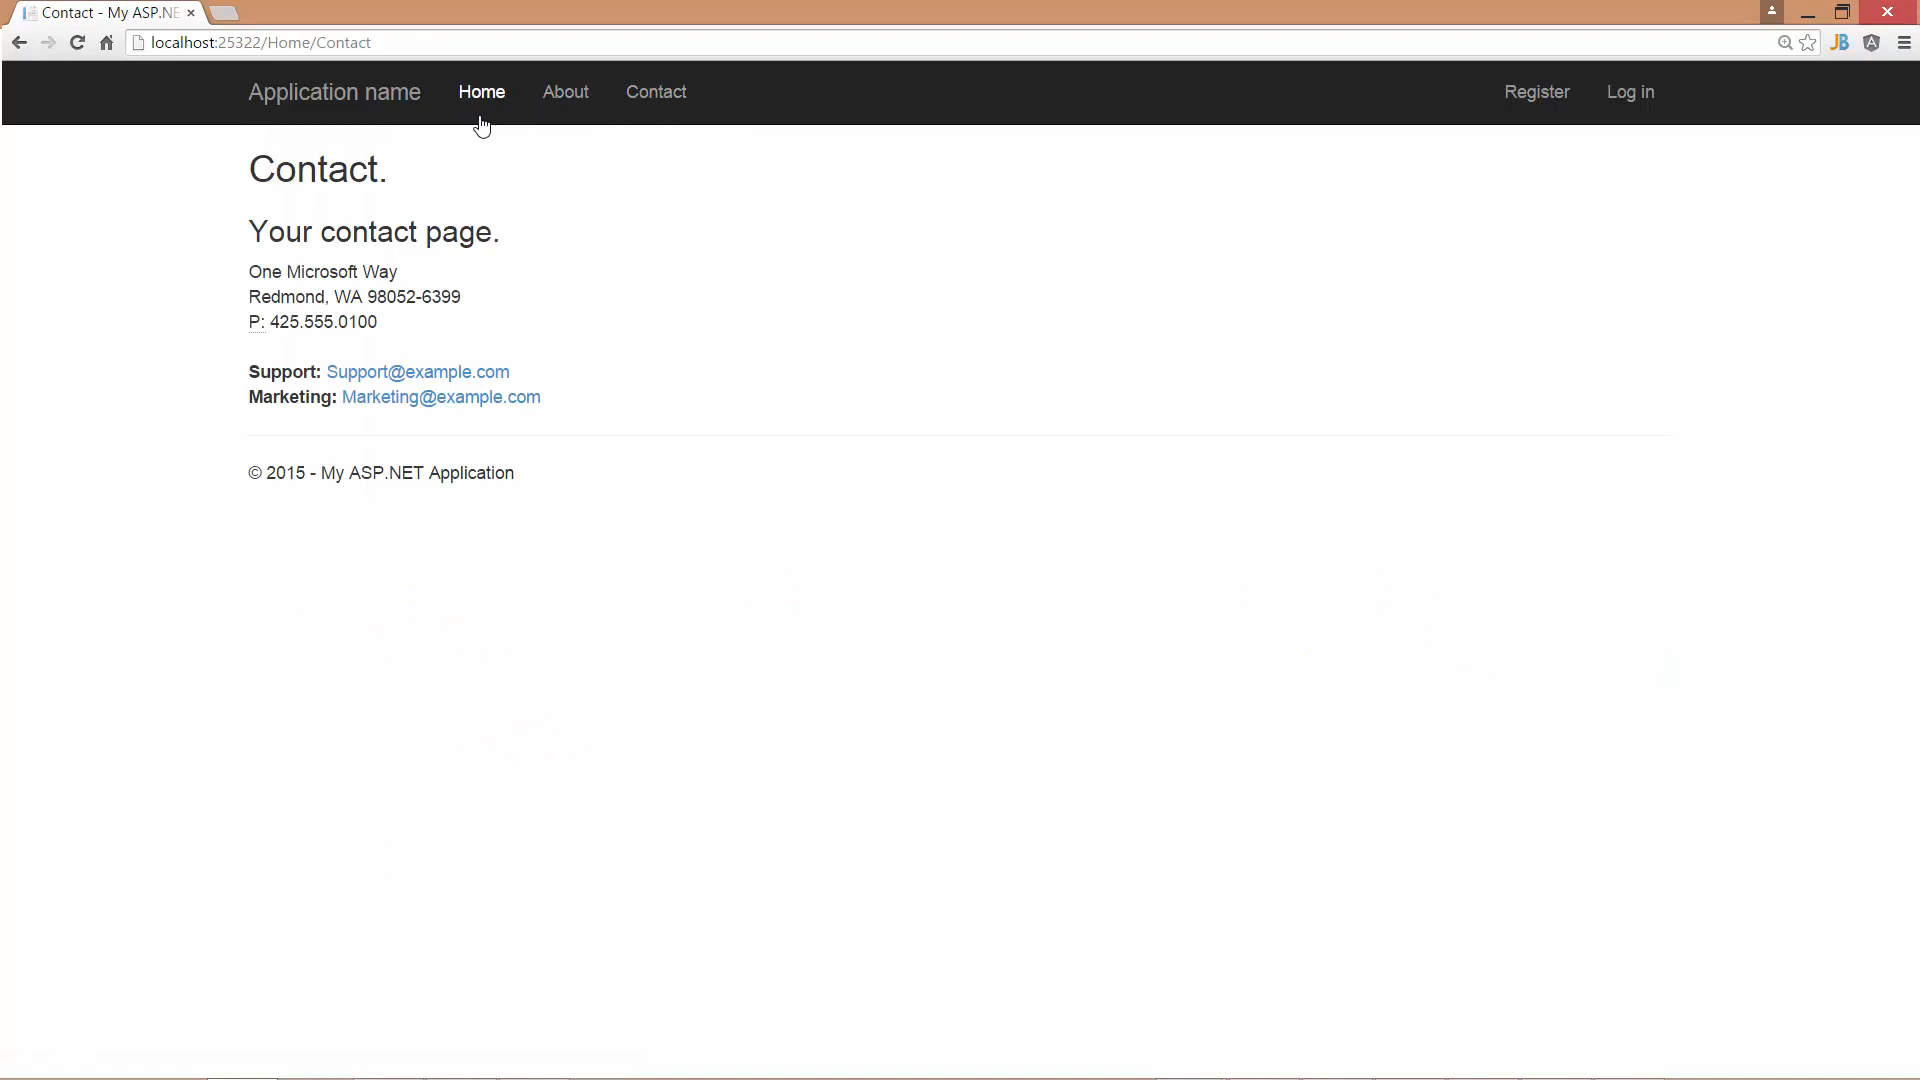 Contact - My ASP.NE
localhost:25322/Home/Contact
JB
A
Application name Home About Contact Register Log in
Contact.
Your contact page.
One Microsoft Way
Redmond, WA 98052-6399
P: 425.555.0100
Support: Support@example.com
Marketing: Marketing@example.com
© 2015 - My ASP.NET Application